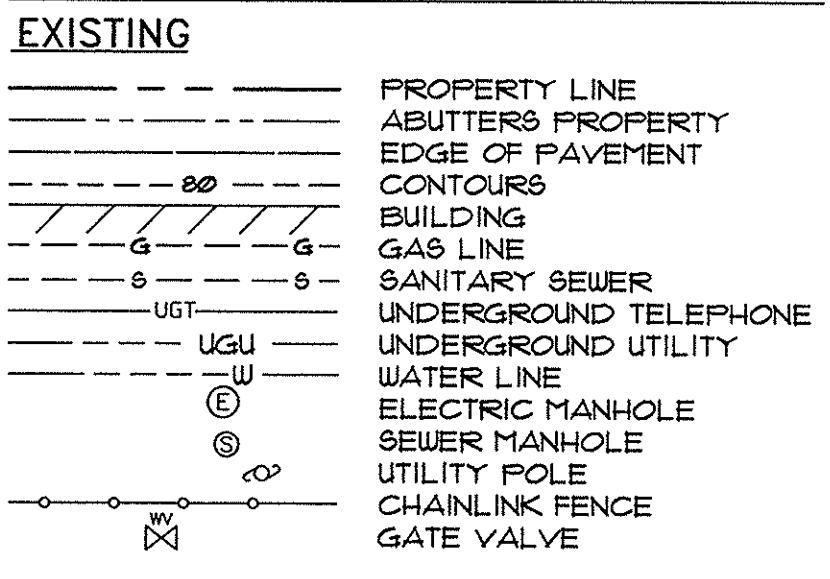 EXISTING
PROPERTY LINE
ABUTTERS PROPERTY
EDGE OF PAVEMENT
80 CONTOURS
BUILDING
G G GAS LINE
S S SANITARY SEWER
UGT UNDERGROUND TELEPHONE
UGU UNDERGROUND UTILITY
W WATER LINE
E ELECTRIC MANHOLE
S SEWER MANHOLE
UTILITY POLE
CHAINLINK FENCE
WV GATE VALVE